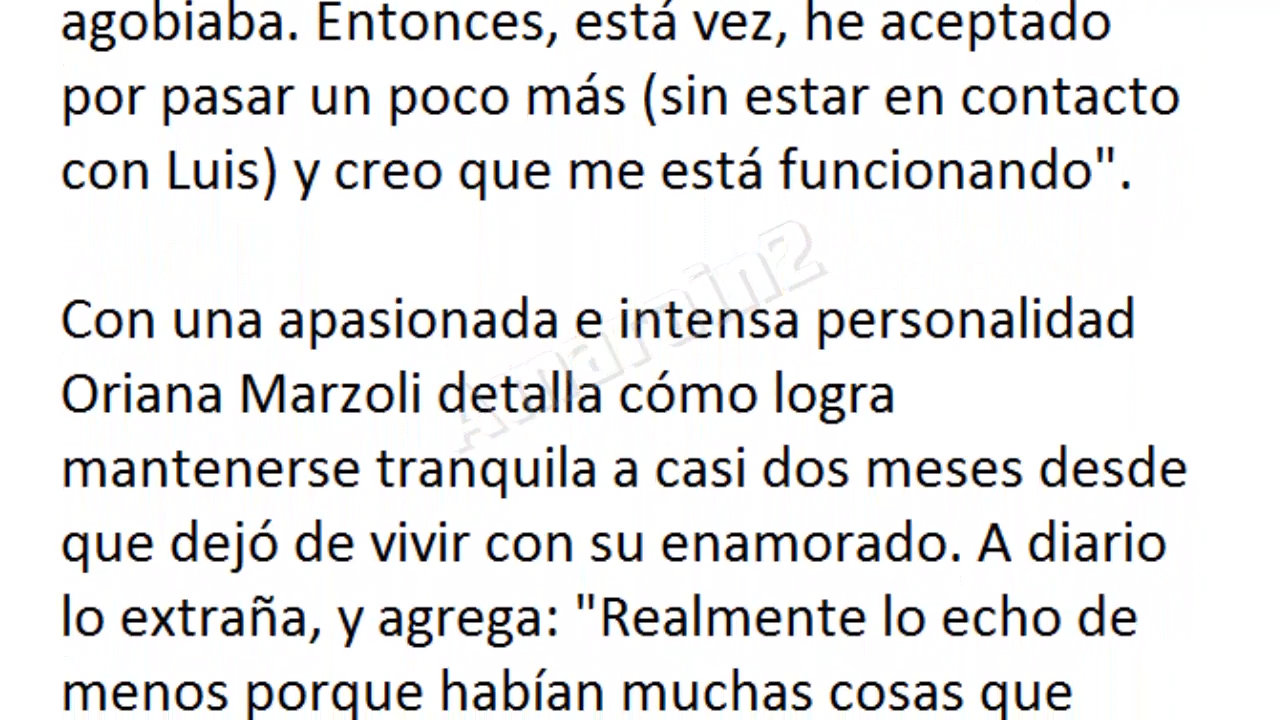 agobiaba. Entonces, está vez, he aceptado
por pasar un poco más (sin estar en contacto
con Luis) y creo que me está funcionando".
Con una apasionada e intensa personalidad
Oriana Marzoli detalla cómo logra
mantenerse tranquila a casi dos meses desde
que dejó de vivir con su enamorado. A diario
lo extraña, y agrega: "Realmente lo echo de
menos porque habían muchas cosas que